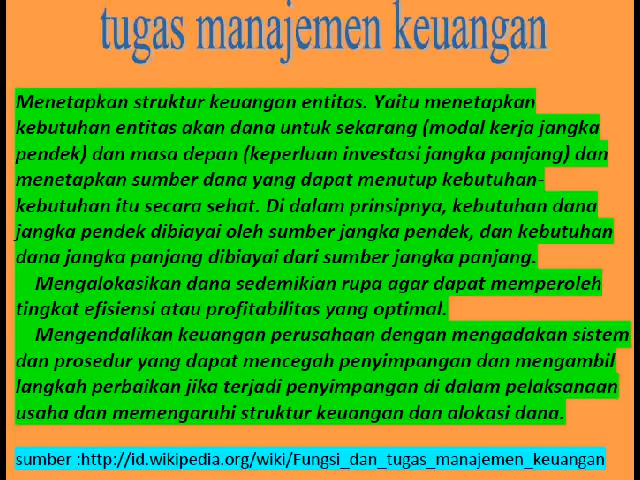 tugas manajemen keuangan
Menetapkan struktur keuangan entitas. Yaitu menetapkan
kebutuhan entitas akan dana untuk sekarang (modal kerja jangka
pendek) dan masa depan (keperluan investasi jangka panjang) dan
menetapkan sumber dana yang dapat menutup kebutuhan-
kebutuhan itu secara sehat. Di dalam prinsipnya, kebutuhan dana
jangka pendek dibiayai oleh sumber jangka pendek, dan kebutuhan
dana jangka panjang dibiayai dari sumber jangka panjang.
Mengalokasikan dana sedemikian rupa agar dapat memperoleh
tingkat efisiensi atau profitabilitas yang optimal.
Mengendalikan keuangan perusahaan dengan mengadakan sistem
dan prosedur yang dapat mencegah penyimpangan dan mengambil
langkah perbaikan jika terjadi penyimpangan di dalam pelaksanaan
usaha dan memengaruhi struktur keuangan dan alokasi dana.
sumber :http://id.wikipedia.org/wiki/Fungsi_dan_tugas_manajemen_keuangan